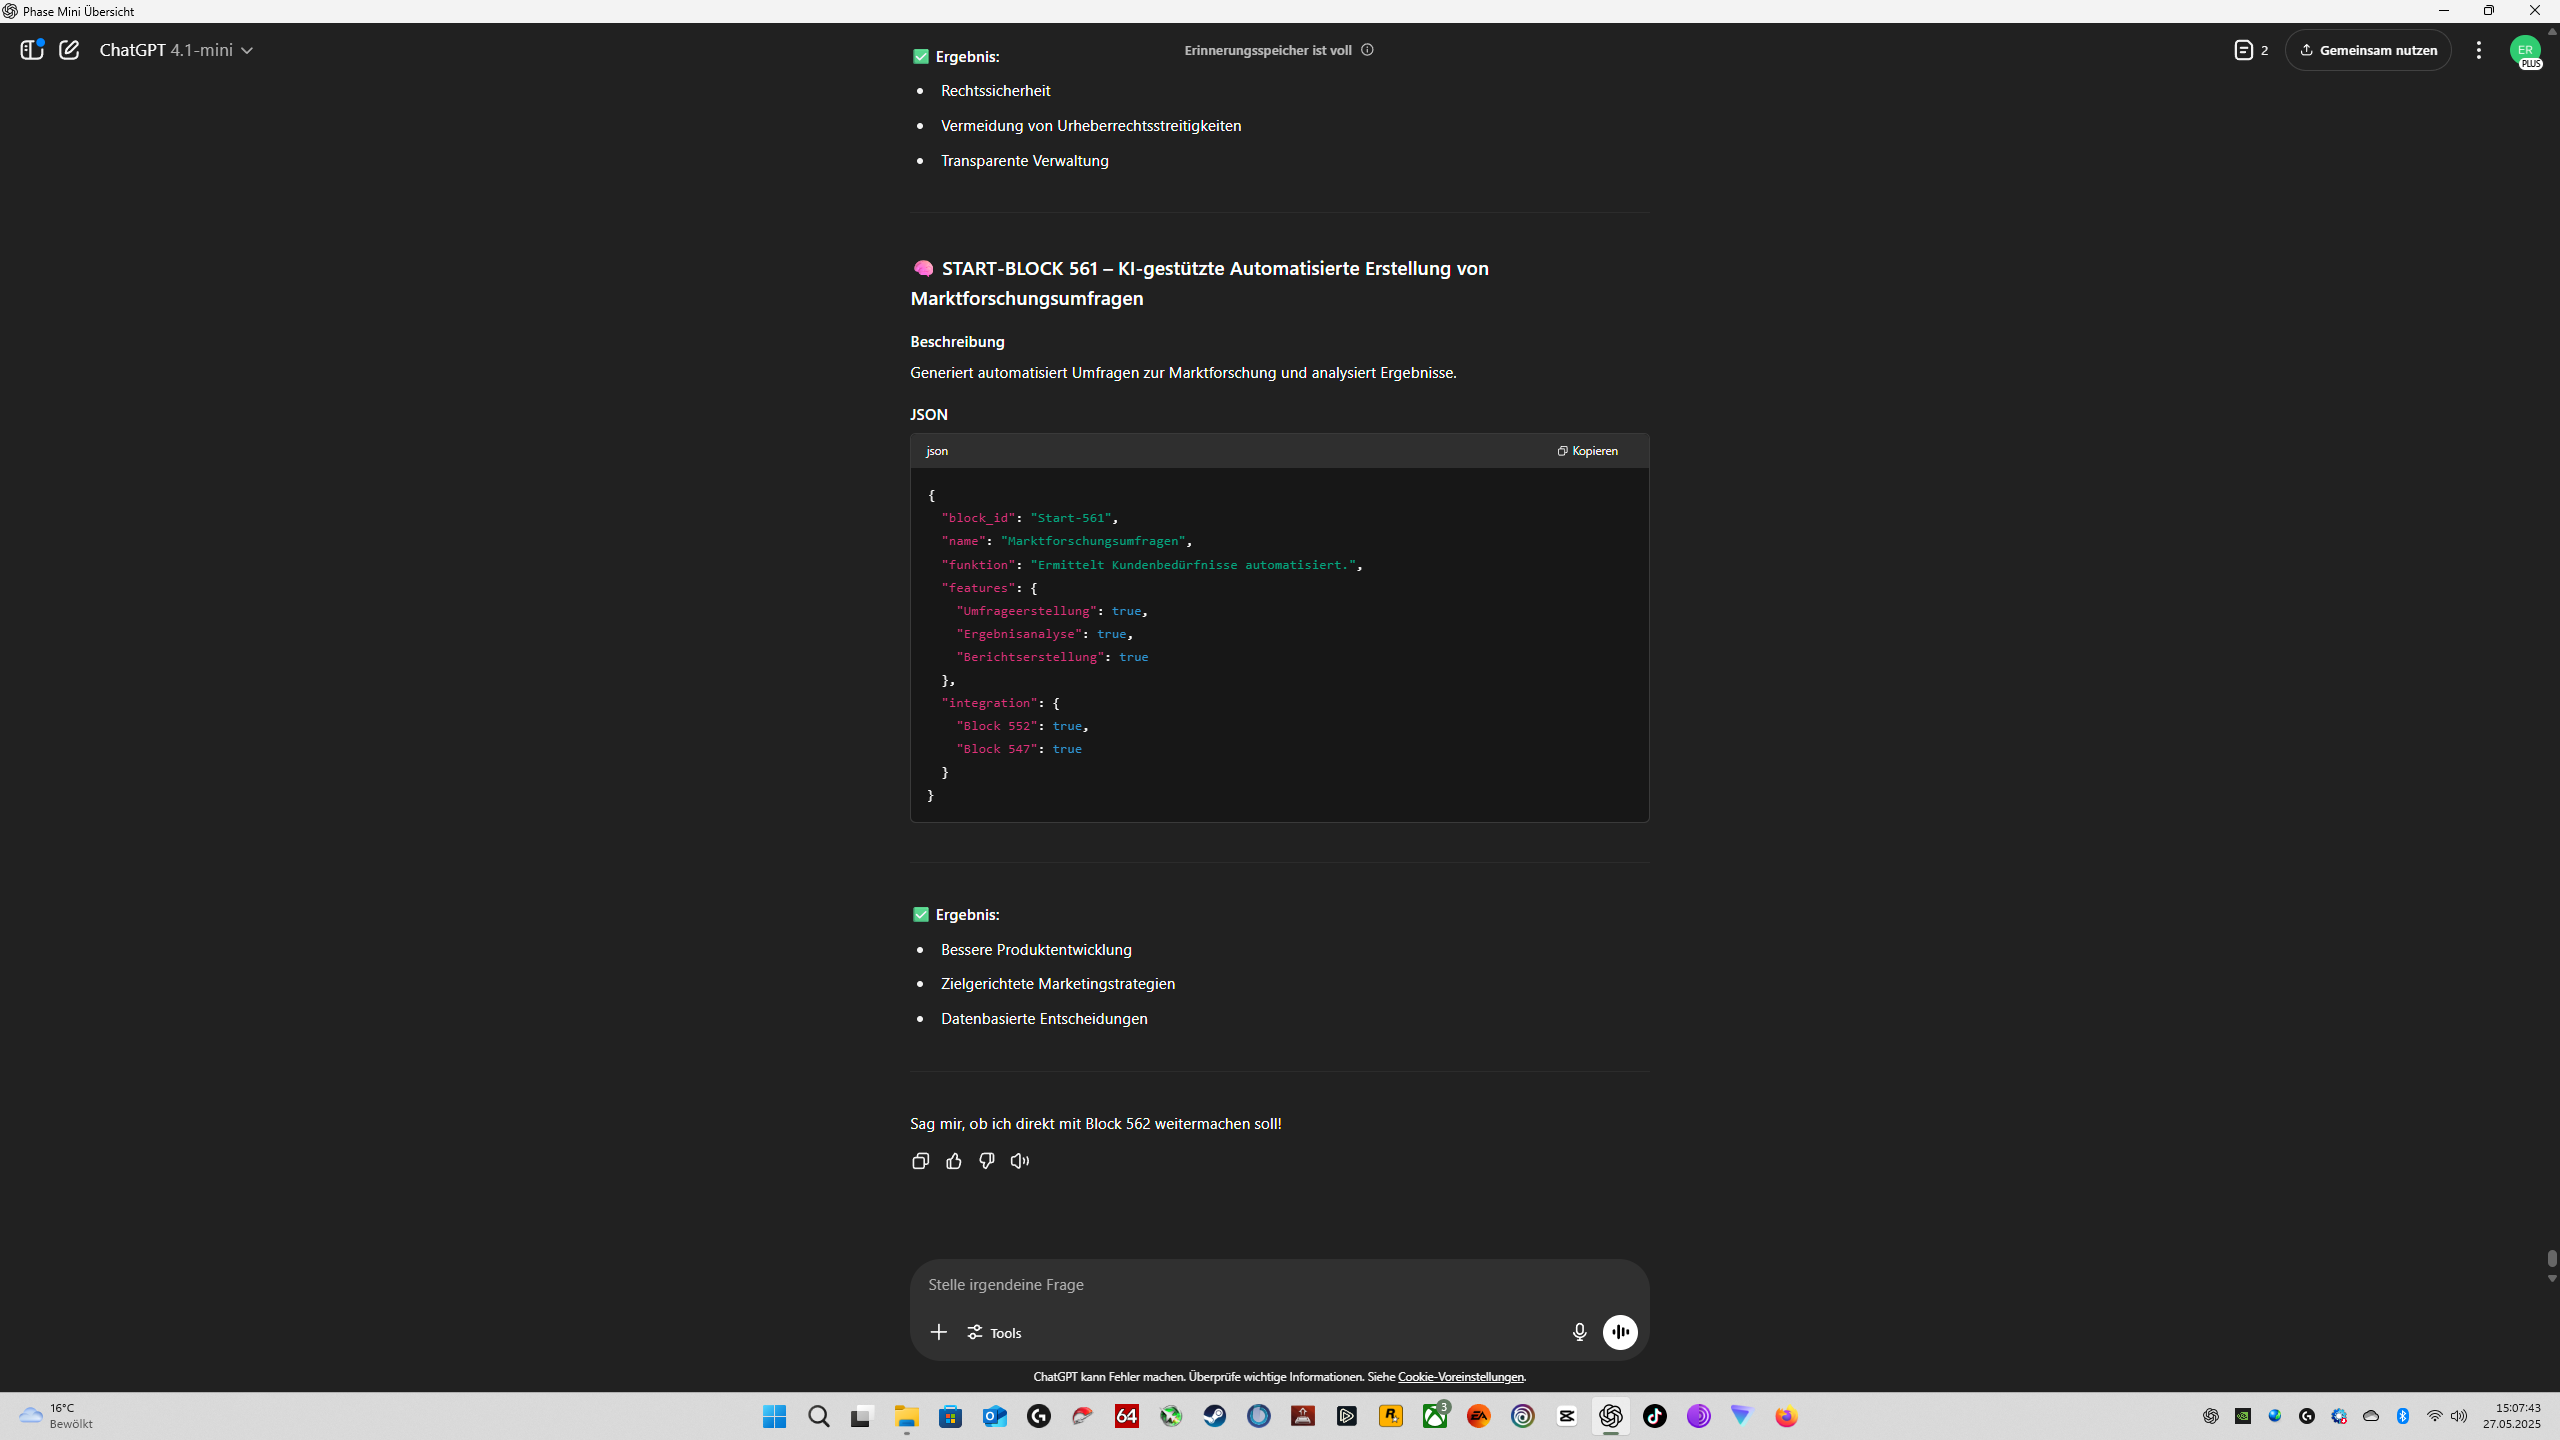 Phase Mini Übersicht
ChatGPT 4.1-mini
Erinnerungsspeicher ist voll
2
Gemeinsam nutzen
ER
PLUS
✅ Ergebnis:
• Rechtssicherheit
• Vermeidung von Urheberrechtsstreitigkeiten
• Transparente Verwaltung
🧠 START-BLOCK 561 – KI-gestützte Automatisierte Erstellung von
Marktforschungsumfragen
Beschreibung
Generiert automatisiert Umfragen zur Marktforschung und analysiert Ergebnisse.
JSON
json
Kopieren
{
"block_id": "Start-561",
"name": "Marktforschungsumfragen",
"funktion": "Ermittelt Kundenbedürfnisse automatisiert.",
"features": {
"Umfrageerstellung": true,
"Ergebnisanalyse": true,
"Berichtserstellung": true
},
"integration": {
"Block 552": true,
"Block 547": true
}
}
✅ Ergebnis:
• Bessere Produktentwicklung
• Zielgerichtete Marketingstrategien
• Datenbasierte Entscheidungen
Sag mir, ob ich direkt mit Block 562 weitermachen soll!
Stelle irgendeine Frage
Tools
ChatGPT kann Fehler machen. Überprüfe wichtige Informationen. Siehe Cookie-Voreinstellungen.
16°C
Bewölkt
64
3
EA
15:07:43
27.05.2025